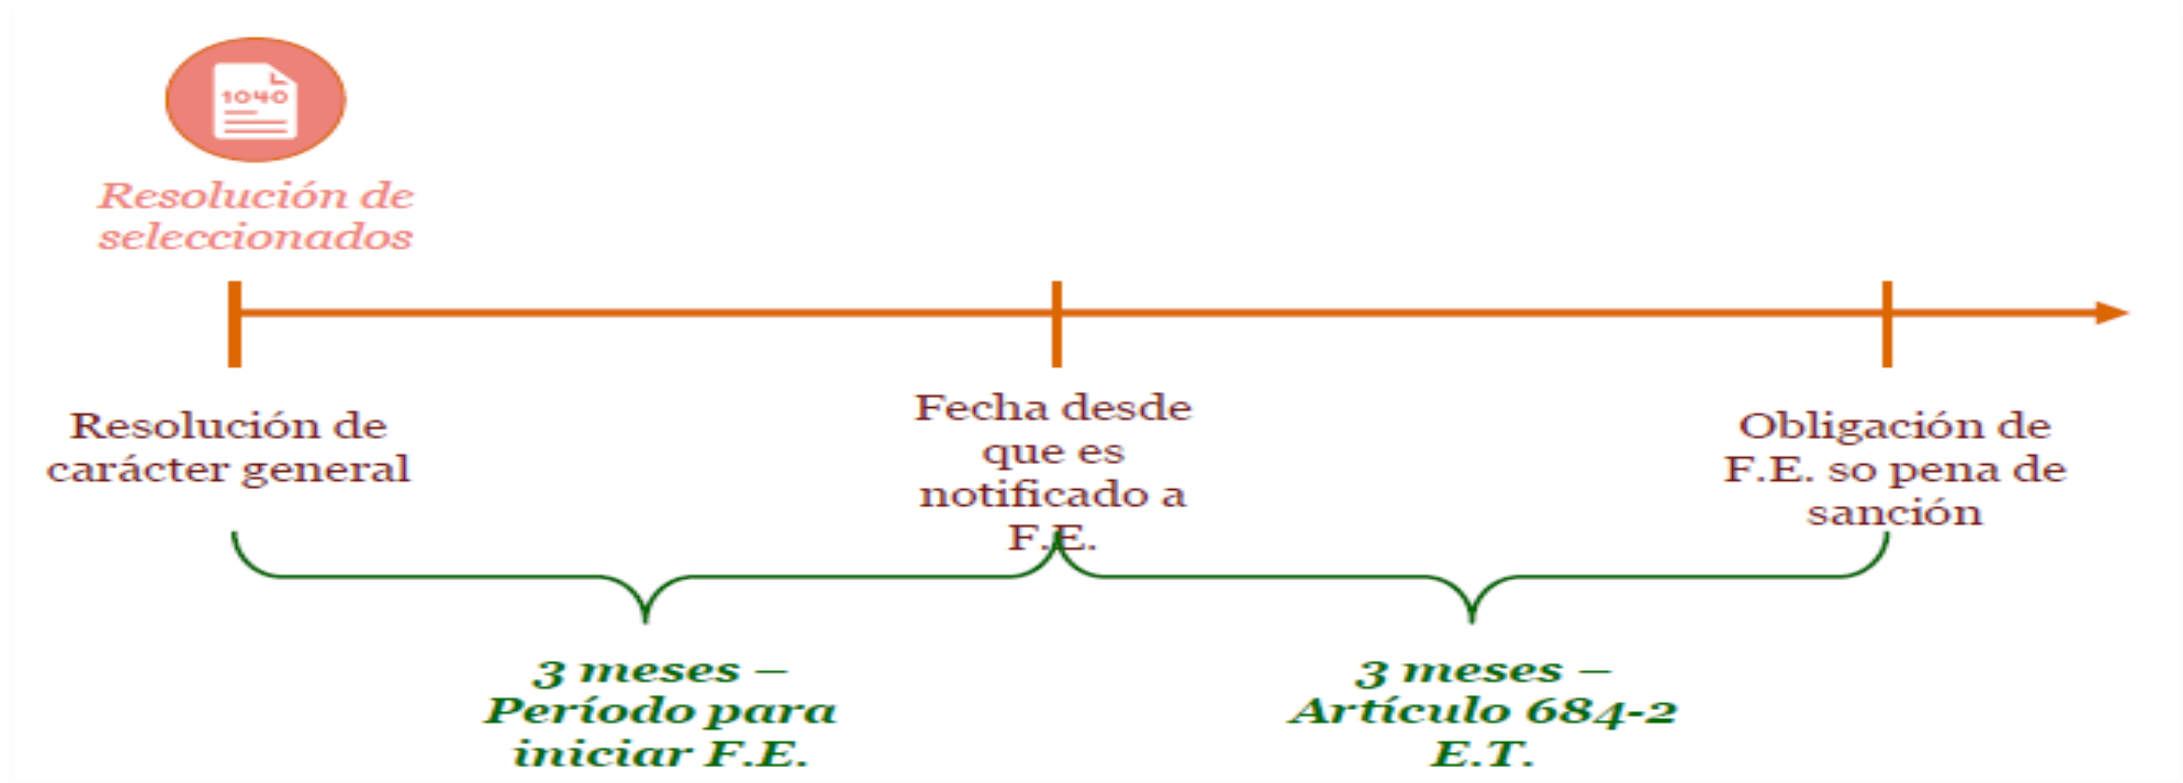 1040
Resolución de
seleccionados
Resolución de
carácter general
Fecha desde
que es
notificado a
F.E.
Obligación de
F.E. so pena de
sanción
3 meses –
Período para
iniciar F.E.
3 meses –
Artículo 684-2
E.T.